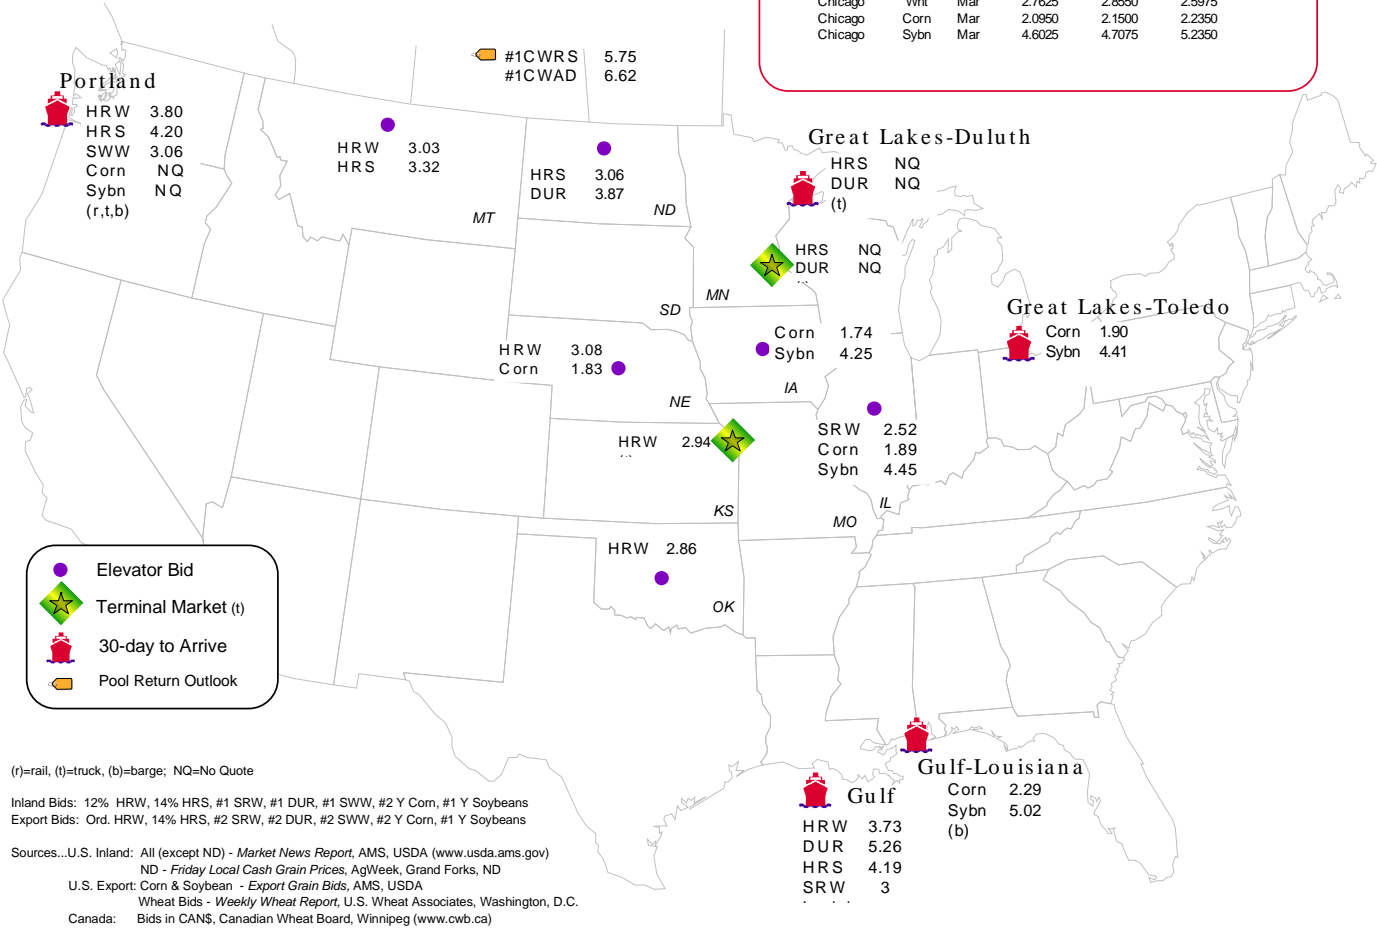 Chicago Wht Mar 2.7625 2.8550 2.5975
Chicago Corn Mar 2.0950 2.1500 2.2350
Chicago Sybn Mar 4.6025 4.7075 5.2350
#1CWRS 5.75
#1CWAD 6.62
Portland
HRW 3.80
HRS 4.20
SWW 3.06
Corn NQ
Sybn NQ
(r,t,b)
HRW 3.03
HRS 3.32
MT
HRS 3.06
DUR 3.87
ND
Great Lakes-Duluth
HRS NQ
DUR NQ
(t)
HRS NQ
DUR NQ
MN
SD
Great Lakes-Toledo
Corn 1.90
Sybn 4.41
Corn 1.74
Sybn 4.25
IA
HRW 3.08
Corn 1.83
NE
HRW 2.94
KS
SRW 2.52
Corn 1.89
Sybn 4.45
IL
MO
HRW 2.86
OK
Elevator Bid
Terminal Market (t)
30-day to Arrive
Pool Return Outlook
Gulf-Louisiana
Corn 2.29
Sybn 5.02
(b)
Gulf
HRW 3.73
DUR 5.26
HRS 4.19
SRW 3
(r)=rail, (t)=truck, (b)=barge; NQ=No Quote
Inland Bids: 12% HRW, 14% HRS, #1 SRW, #1 DUR, #1 SWW, #2 Y Corn, #1 Y Soybeans
Export Bids: Ord. HRW, 14% HRS, #2 SRW, #2 DUR, #2 SWW, #2 Y Corn, #1 Y Soybeans
Sources...U.S. Inland: All (except ND) - Market News Report, AMS, USDA (www.usda.ams.gov)
ND - Friday Local Cash Grain Prices, AgWeek, Grand Forks, ND
U.S. Export: Corn & Soybean - Export Grain Bids, AMS, USDA
Wheat Bids - Weekly Wheat Report, U.S. Wheat Associates, Washington, D.C.
Canada: Bids in CAN$, Canadian Wheat Board, Winnipeg (www.cwb.ca)